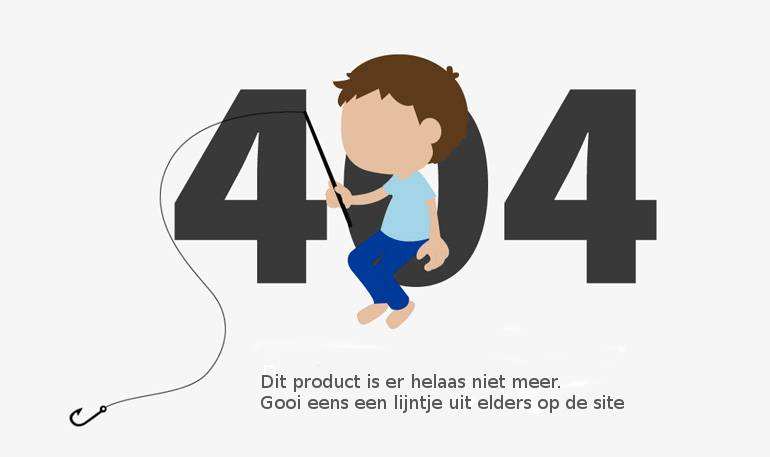 404
Dit product is er helaas niet meer.
Gooi eens een lijntje uit elders op de site